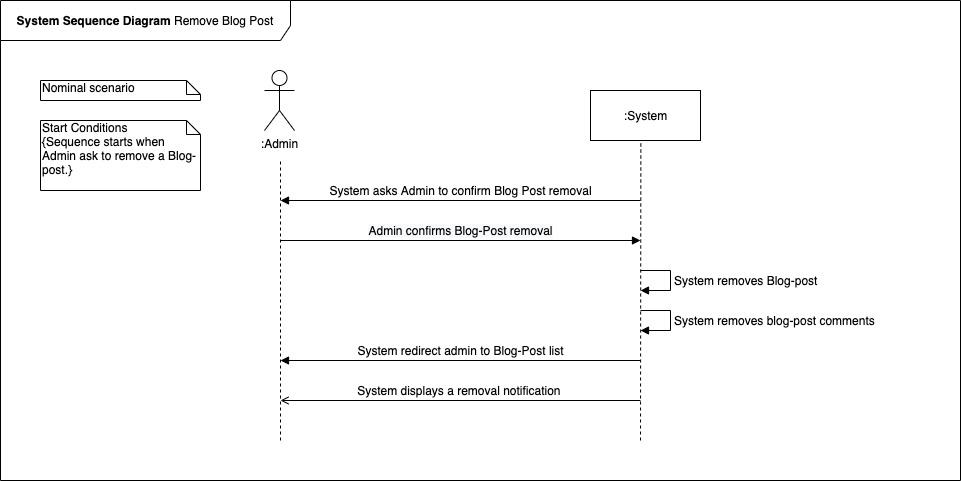 System Sequence Diagram Remove Blog Post
Nominal scenario
Start Conditions
{Sequence starts when
Admin ask to remove a Blog-
post.}
:Admin
:System
System asks Admin to confirm Blog Post removal
Admin confirms Blog-Post removal
System removes Blog-post
System removes blog-post comments
System redirect admin to Blog-Post list
System displays a removal notification